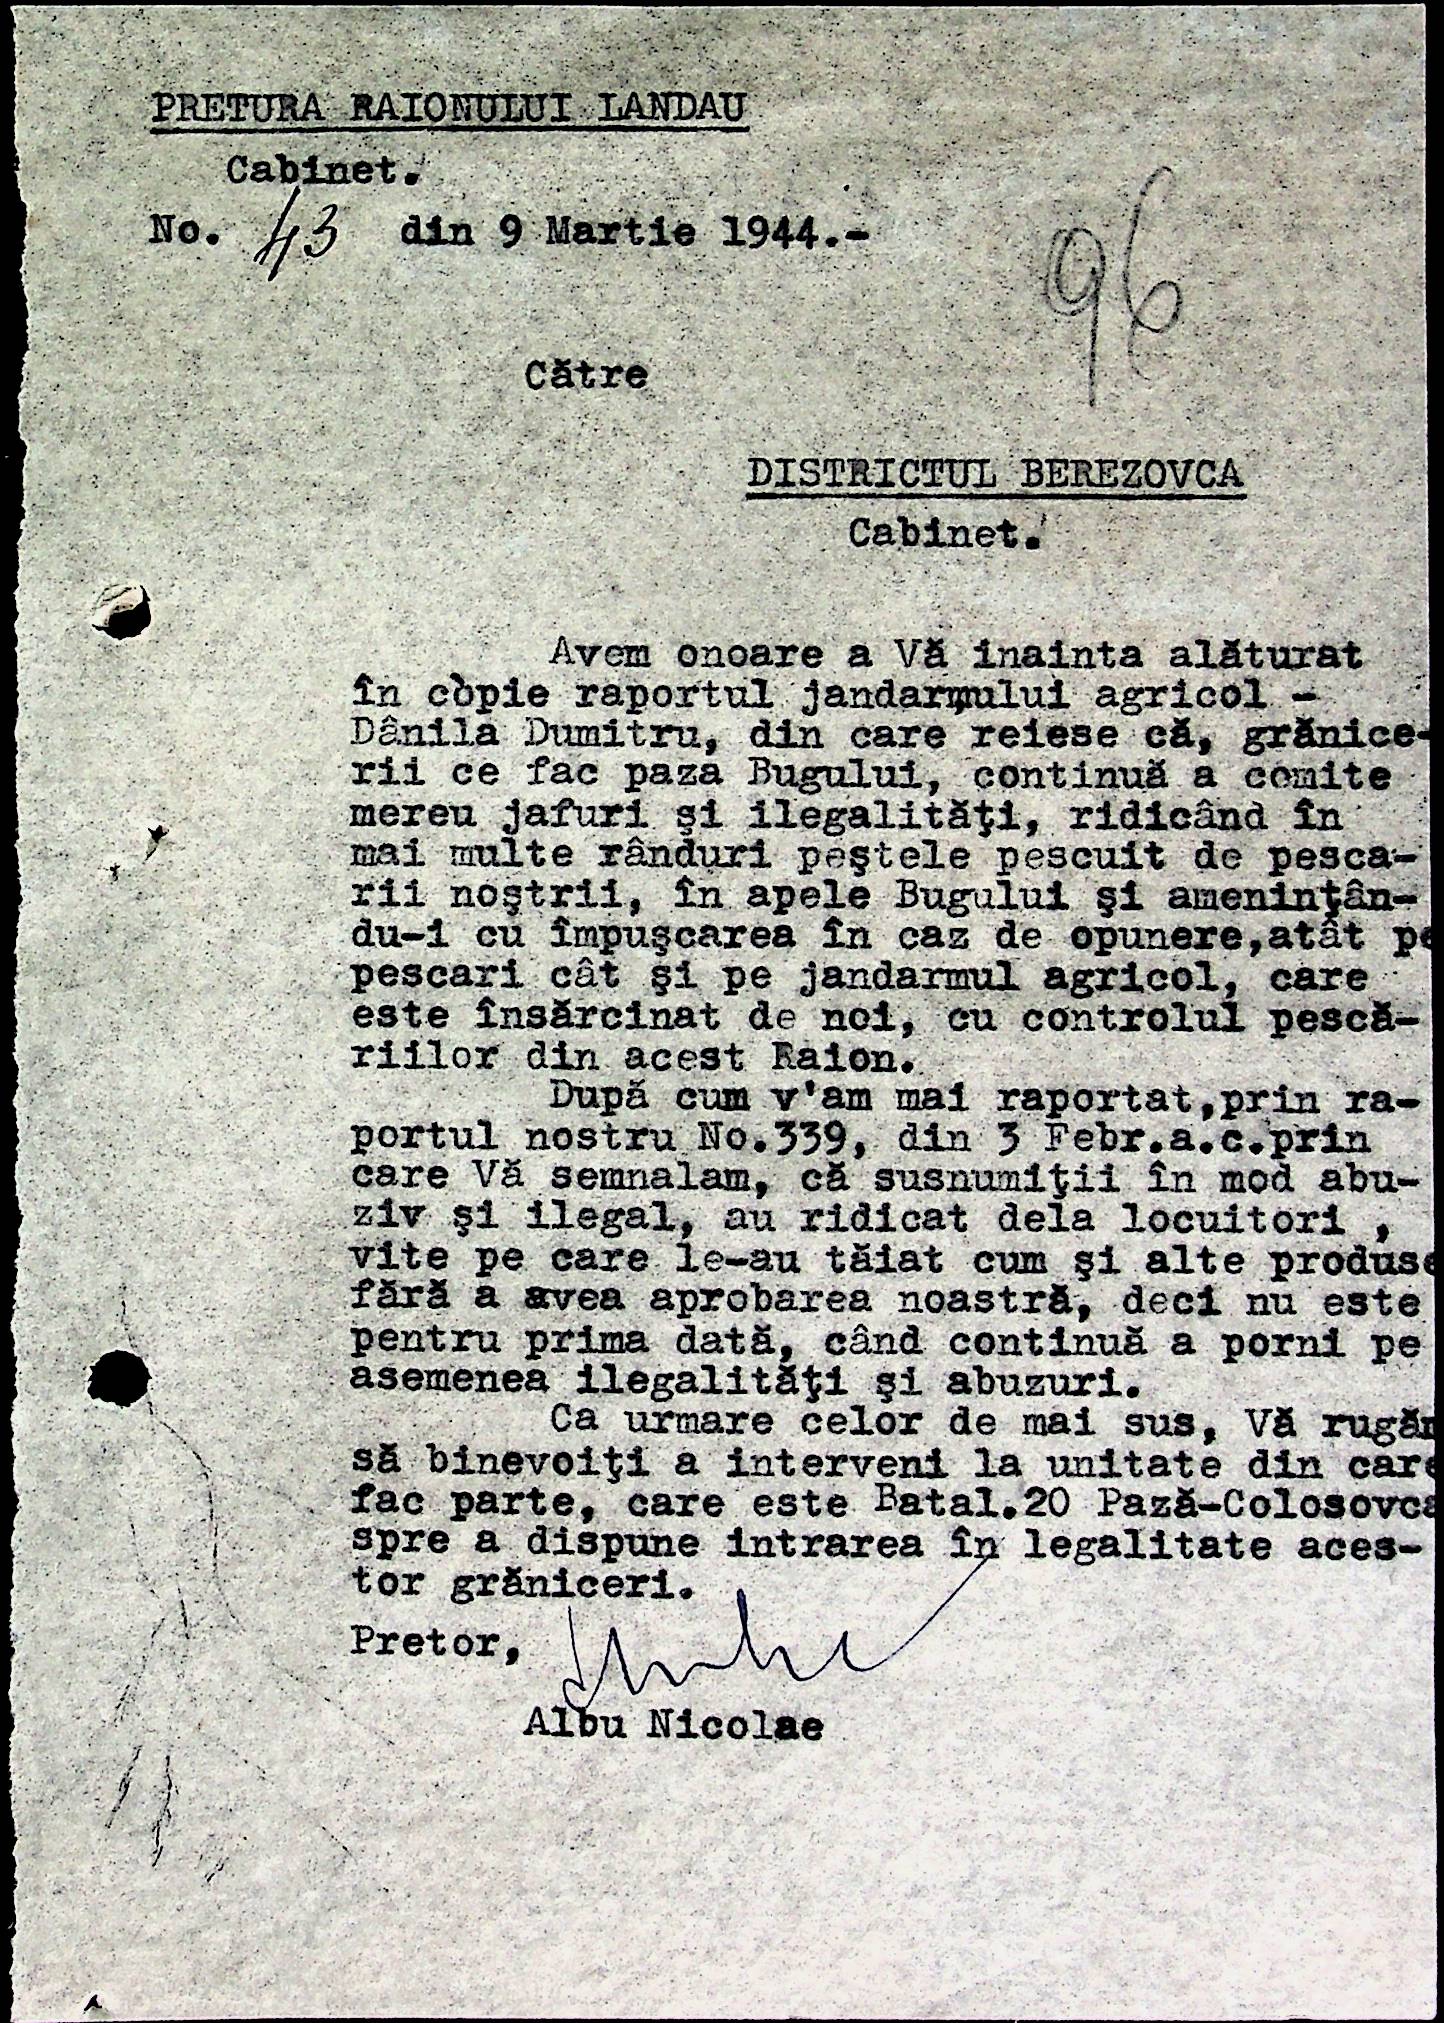 PRETURA RAIONULUI LANDAU
Cabinet.
No. 43 din 9 Martie 1944.-
96
Către
DISTRICTUL BEREZOVCA
Cabinet.
Avem onoare a Vă inainta alăturat
în copie raportul jandarmului agricol -
Dânila Dumitru, din care reiese că, grănice-
rii ce fac paza Bugului, continuă a comite
mereu jafuri şi ilegalităţi, ridicând în
mai multe rânduri peştele pescuit de pesca-
rii noştrii, în apele Bugului şi ameninţân-
du-i cu împuşcarea în caz de opunere,atât pe
pescari cât şi pe jandarmul agricol, care
este însărcinat de noi, cu controlul pescă-
riilor din acest Raion.
După cum v'am mai raportat,prin ra-
portul nostru No.339, din 3 Febr.a.c.prin
care Vă semnalam, că susnumiţii în mod abu-
ziv şi ilegal, au ridicat dela locuitori ,
vite pe care le-au tăiat cum şi alte produse
fără a avea aprobarea noastră, deci nu este
pentru prima dată, când continuă a porni pe
asemenea ilegalităţi şi abuzuri.
Ca urmare celor de mai sus, Vă rugăm
să binevoiţi a interveni la unitate din care
fac parte, care este Batal.20 Pază-Colosovca
spre a dispune intrarea în legalitate aces-
tor grăniceri.
Pretor,
Albu Nicolae